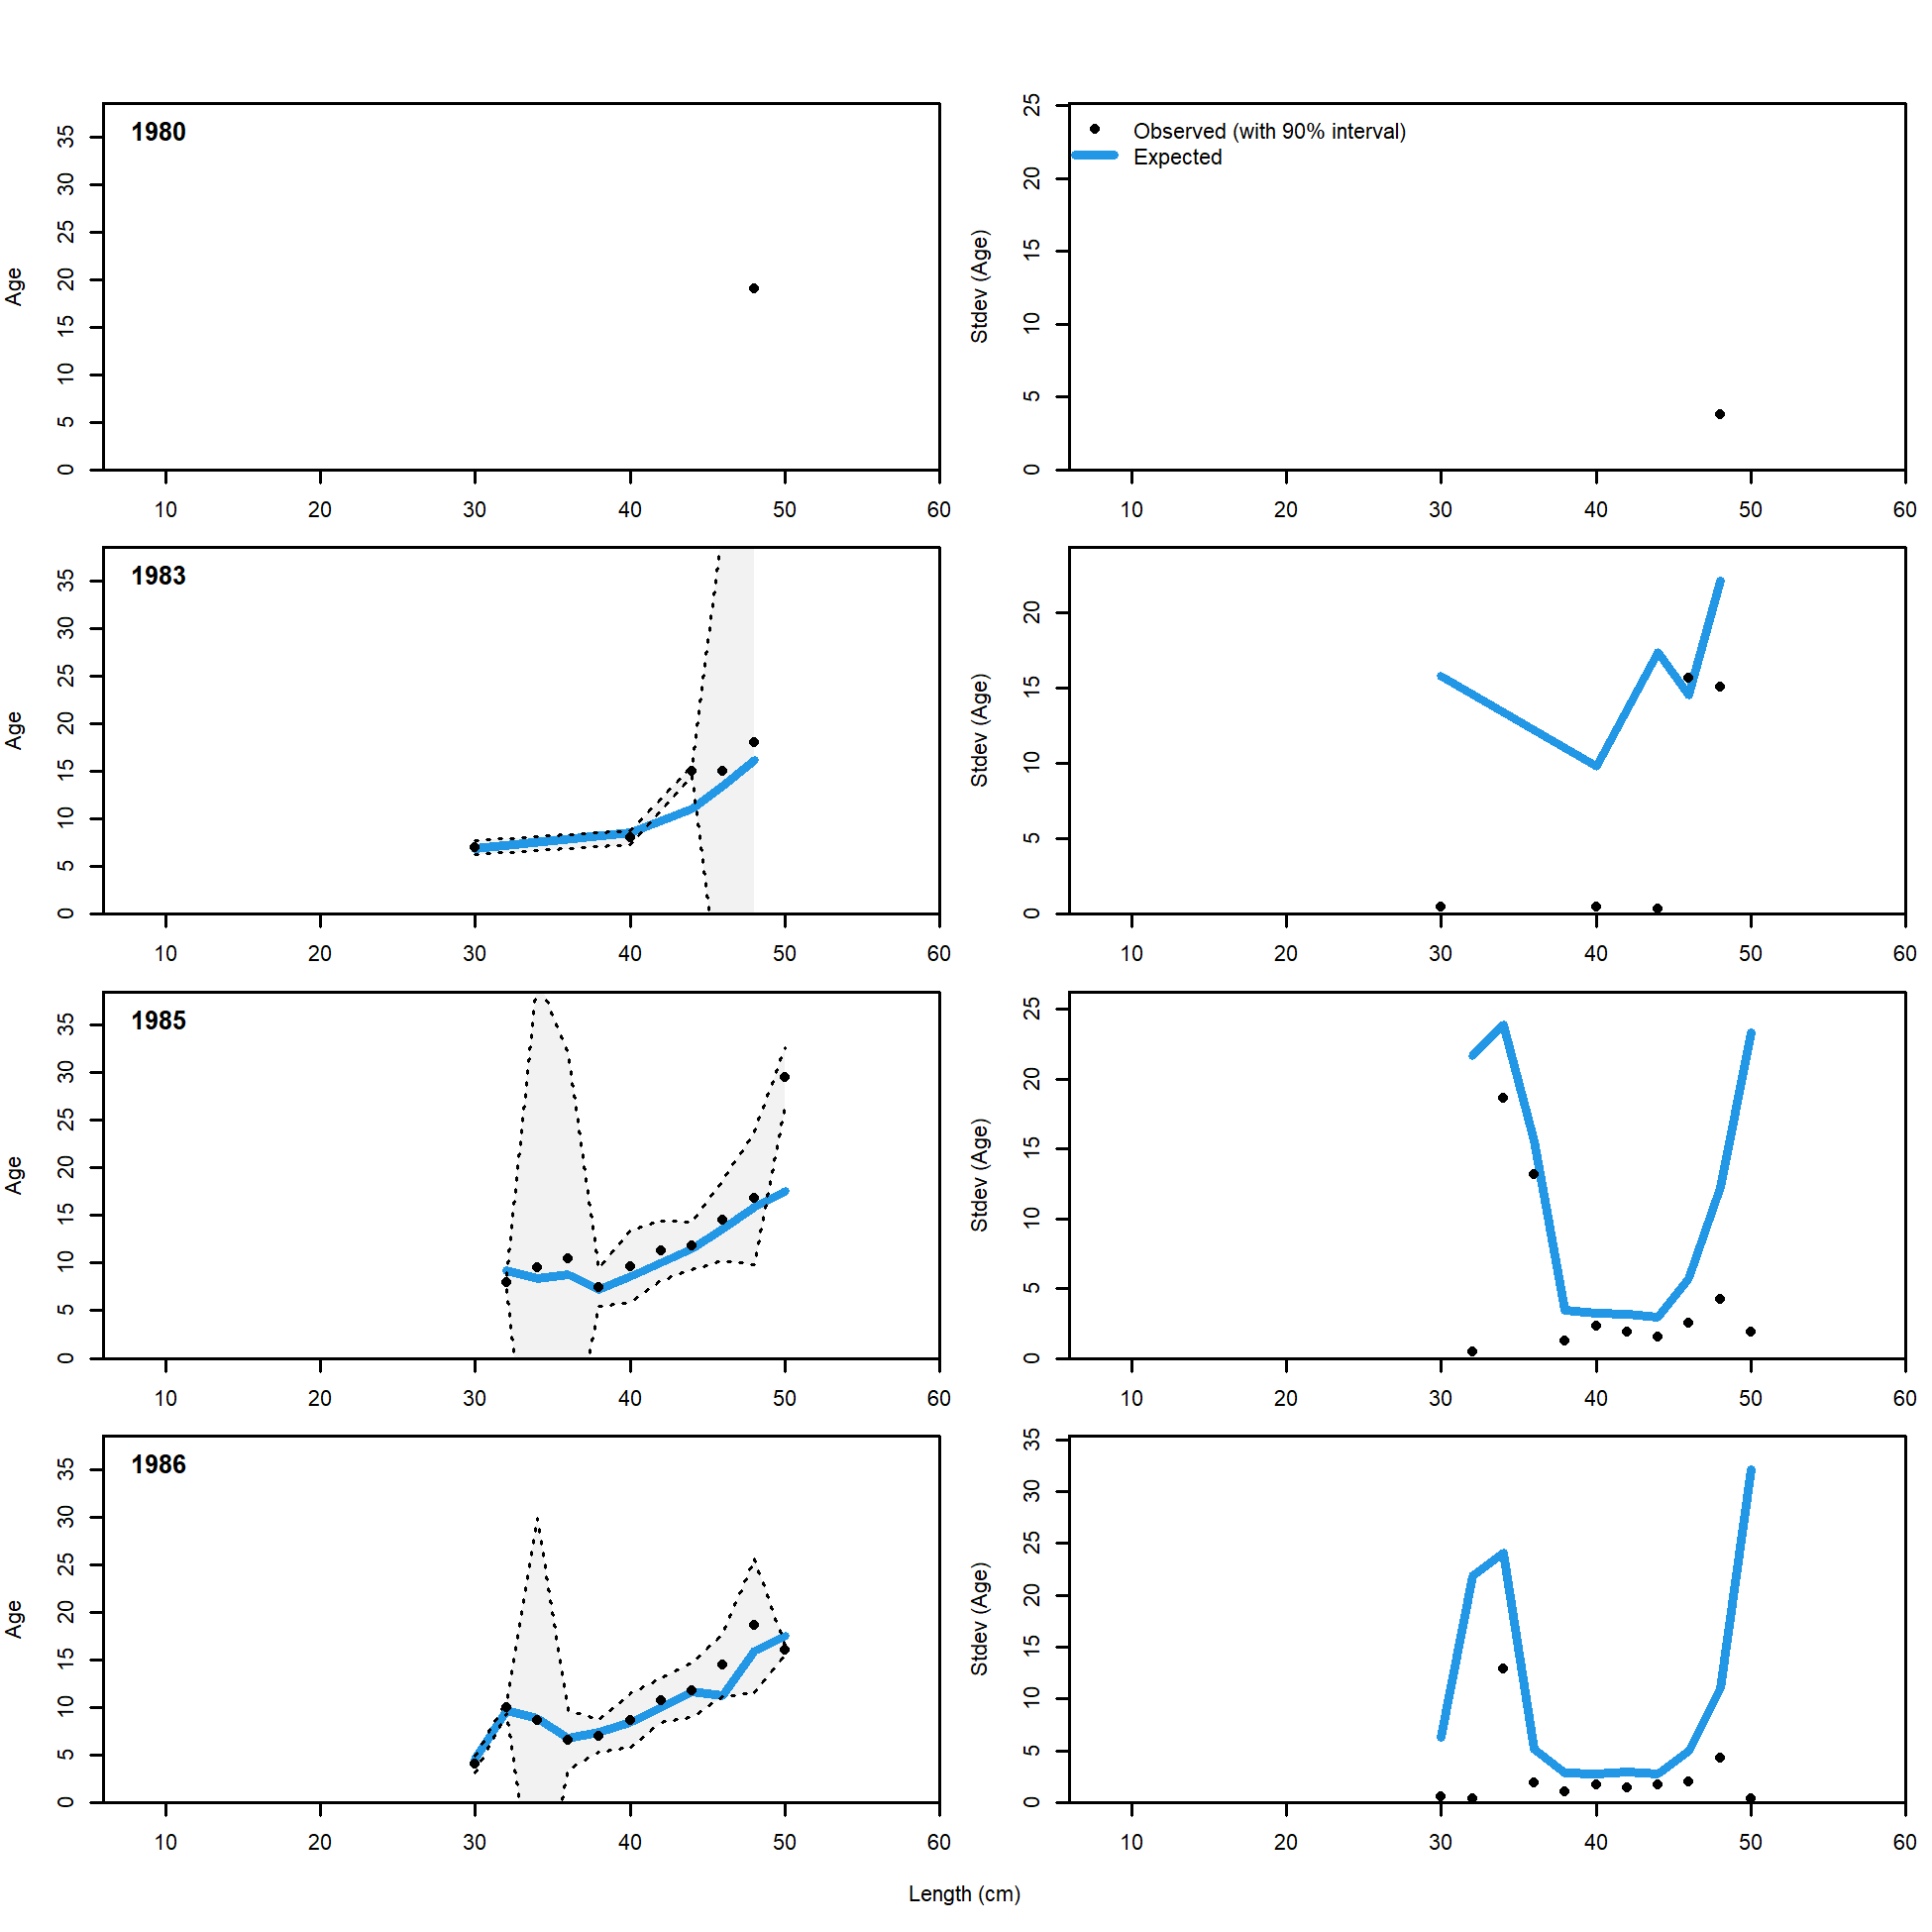 1980
Age
0 5 10 15 20 25 30 35
10 20 30 40 50 60
Observed (with 90% interval)
Expected
Stdev (Age)
0 5 10 15 20 25
10 20 30 40 50 60
1983
Age
0 5 10 15 20 25 30 35
10 20 30 40 50 60
Stdev (Age)
0 5 10 15 20
10 20 30 40 50 60
1985
Age
0 5 10 15 20 25 30 35
10 20 30 40 50 60
Stdev (Age)
0 5 10 15 20 25
10 20 30 40 50 60
1986
Age
0 5 10 15 20 25 30 35
10 20 30 40 50 60
Stdev (Age)
0 5 10 15 20 25 30 35
10 20 30 40 50 60
Length (cm)